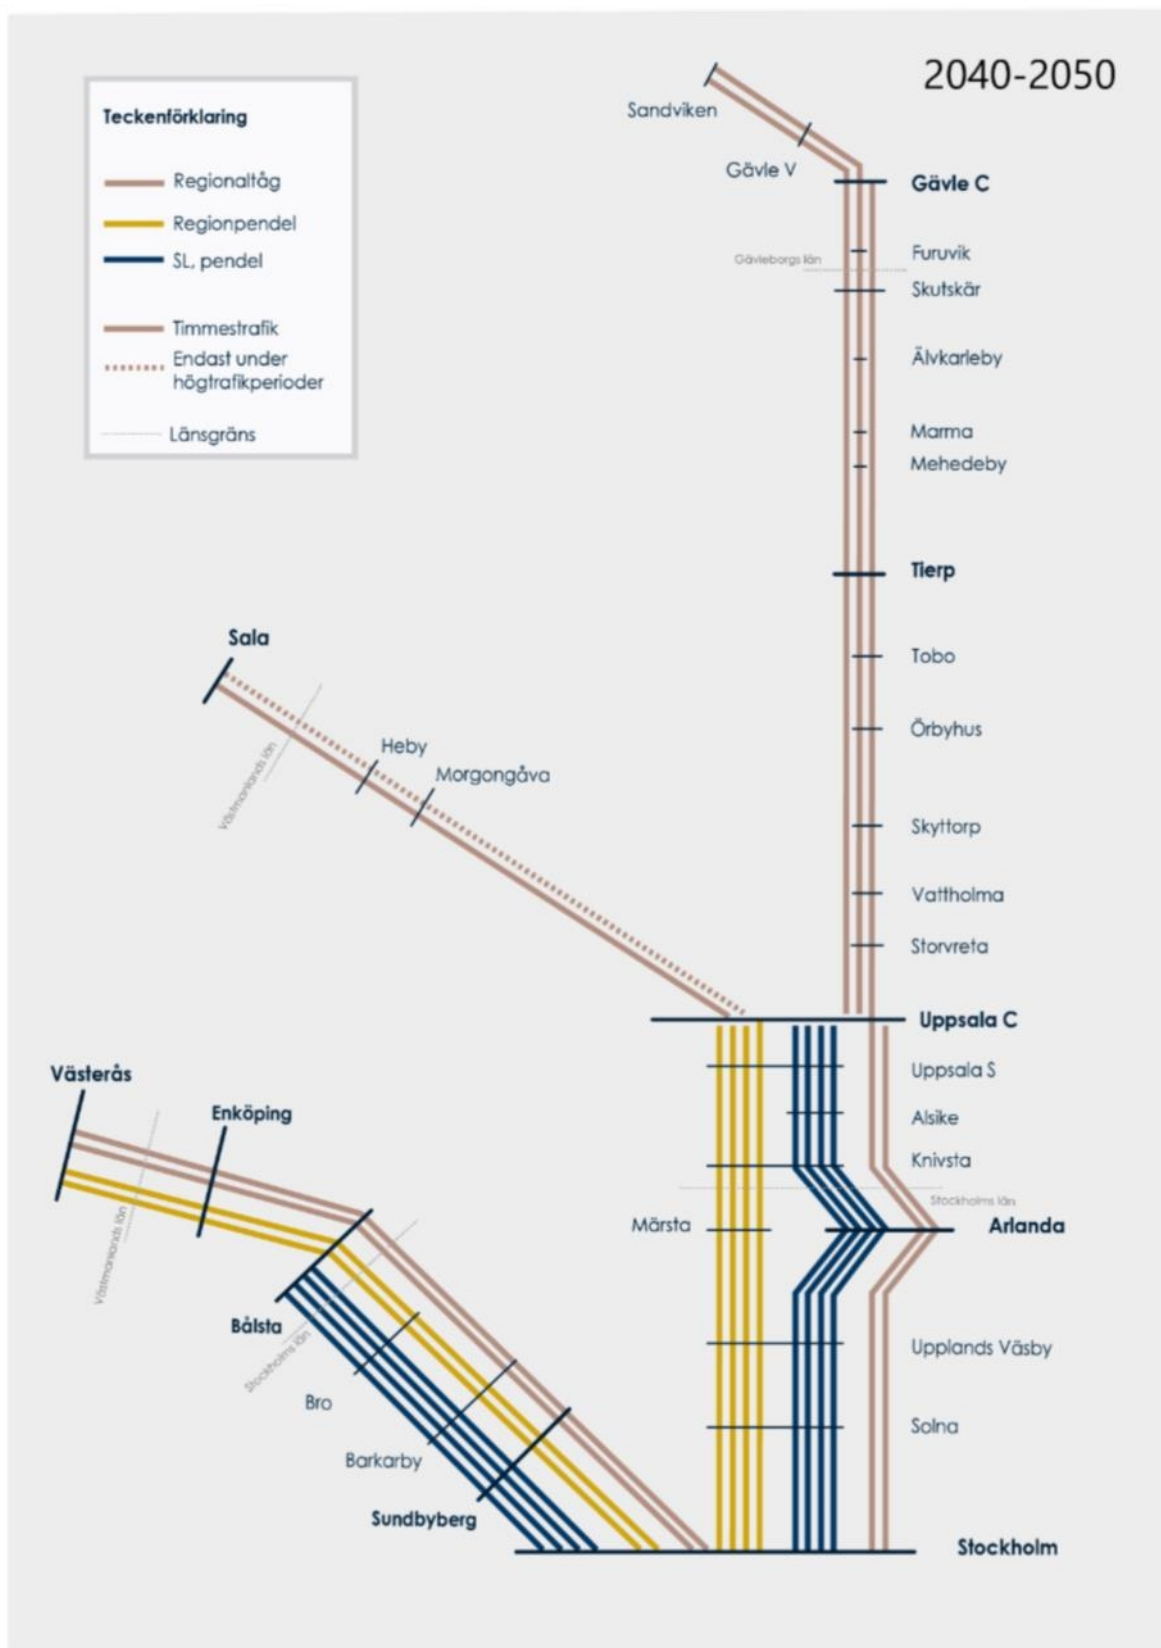 2040-2050
Teckenförklaring
Regionaltåg
Regionpendel
SL, pendel
Timmestrafik
Endast under
högtrafikperioder
Länsgräns
Sandviken
Gävle V
Gävle C
Furuvik
Gävleborgs län
Skutskär
Älvkarleby
Marma
Mehedeby
Tierp
Tobo
Örbyhus
Skyttorp
Vattholma
Storvreta
Sala
Västmanlands län
Heby
Morgongåva
Uppsala C
Uppsala S
Alsike
Knivsta
Stockholms län
Märsta
Arlanda
Upplands Väsby
Solna
Västerås
Enköping
Västmanlands län
Bålsta
Stockholms län
Bro
Barkarby
Sundbyberg
Stockholm